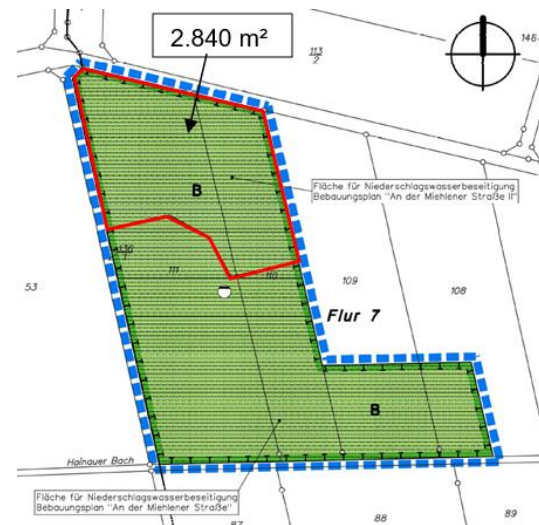 2.840 m²
113
2
146
B
Fläche für Niederschlagswasserbeseitigung
Bebauungsplan "An der Miehlener Straße II"
111
110
109
108
53
Flur 7
B
Hainauer Bach
Fläche für Niederschlagswasserbeseitigung
Bebauungsplan "An der Miehlener Straße"
87
88
89